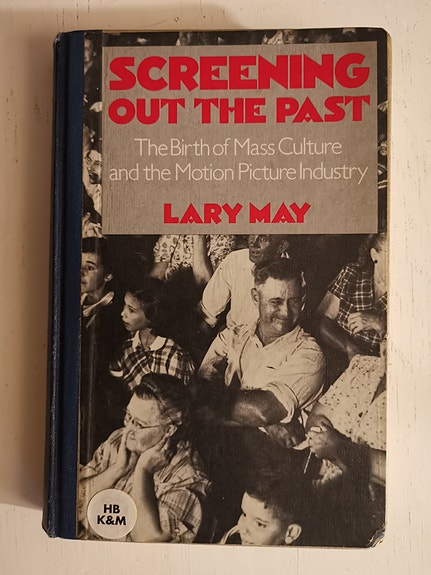 SCREENING
OUT THE PAST
The Birth of Mass Culture
and the Motion Picture Industry
LARY MAY
HB
K&M